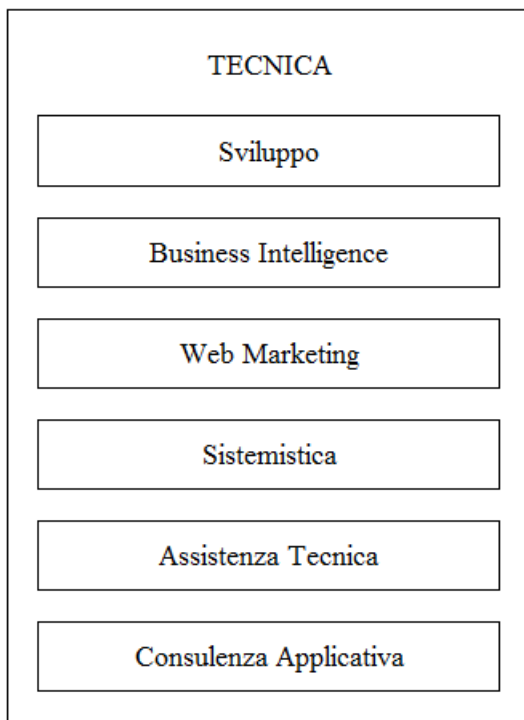 TECNICA
Sviluppo
Business Intelligence
Web Marketing
Sistemistica
Assistenza Tecnica
Consulenza Applicativa